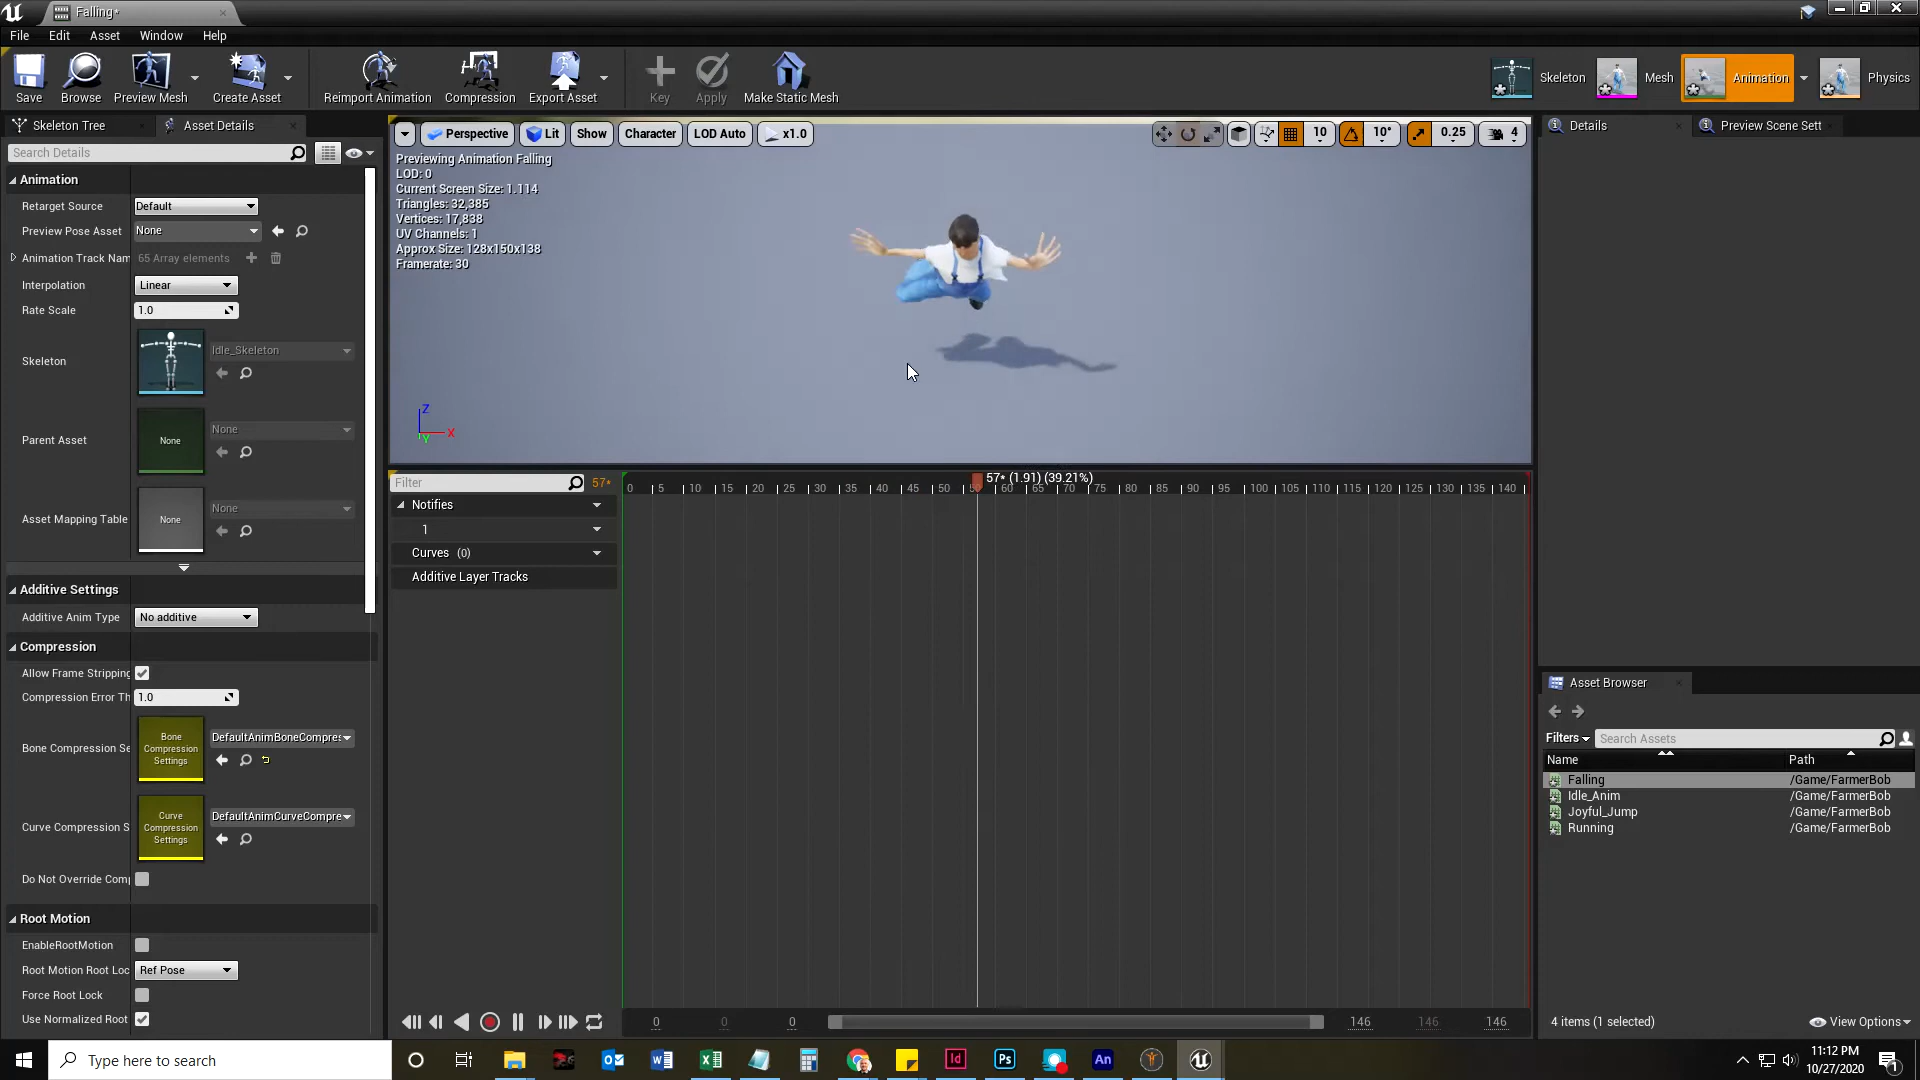 Falling*
File Edit Asset Window Help
Save Browse Preview Mesh Create Asset Reimport Animation Compression Export Asset Key Apply Make Static Mesh Skeleton Mesh Animation Physics
Skeleton Tree Asset Details
Search Details
Animation
Retarget Source Default
Preview Pose Asset None
Animation Track Nam 65 Array elements
Interpolation Linear
Rate Scale 1.0
Skeleton Idle_Skeleton
Parent Asset None None
Asset Mapping Table None None
Additive Settings
Additive Anim Type No additive
Compression
Allow Frame Stripping
Compression Error Th 1.0
Bone Compression Se Bone Compression Settings DefaultAnimBoneCompres
Curve Compression S Curve Compression Settings DefaultAnimCurveCompre
Do Not Override Comp
Root Motion
EnableRootMotion
Root Motion Root Loc Ref Pose
Force Root Lock
Use Normalized Root
Perspective Lit Show Character LOD Auto x1.0 10 10° 0.25 4
Previewing Animation Falling
LOD: 0
Current Screen Size: 1.114
Triangles: 32,385
Vertices: 17,838
UV Channels: 1
Approx Size: 128x150x138
Framerate: 30
Z
X
Y
Filter 57* 57* (1.91) (39.21%)
0 5 10 15 20 25 30 35 40 45 50 60 65 70 75 80 85 90 95 100 105 110 115 120 125 130 135 140
Notifies
1
Curves (0)
Additive Layer Tracks
0 0 0 146 146 146
Details Preview Scene Sett
Asset Browser
Filters Search Assets
Name Path
Falling /Game/FarmerBob
Idle_Anim /Game/FarmerBob
Joyful_Jump /Game/FarmerBob
Running /Game/FarmerBob
4 items (1 selected) View Options
Type here to search
Id Ps An
11:12 PM
10/27/2020
1